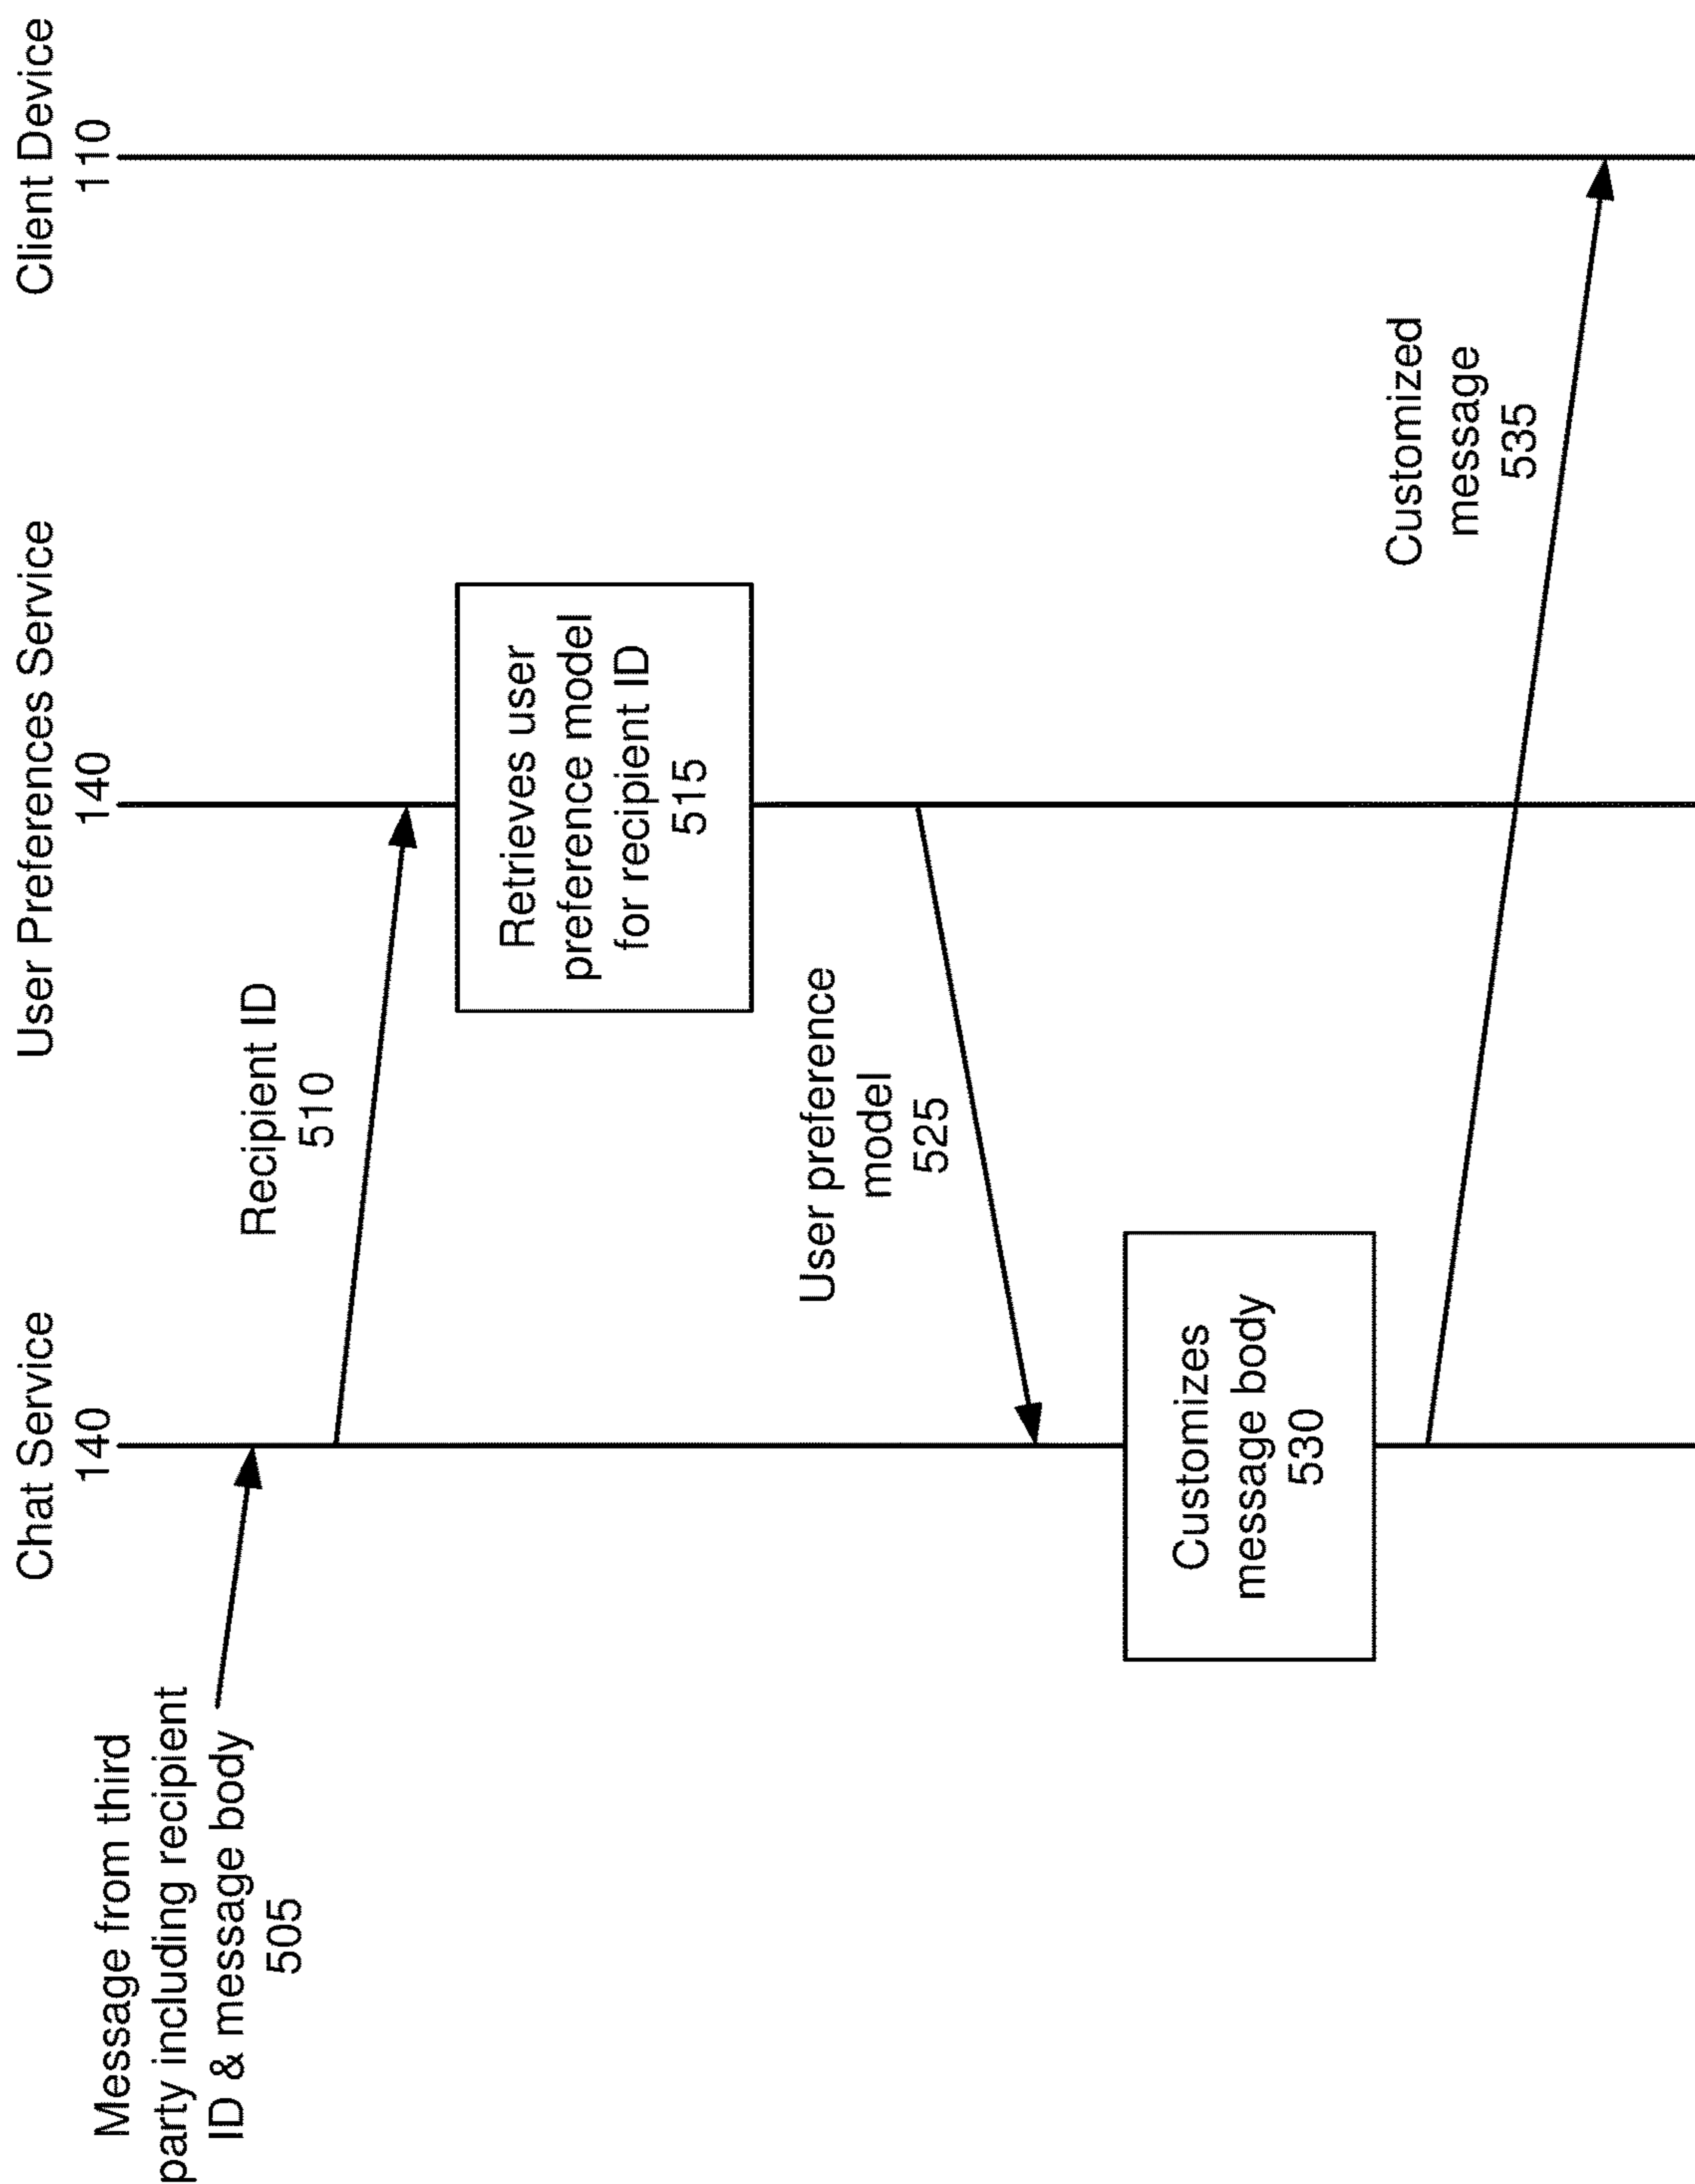 Chat Service
140
User Preferences Service
140
Client Device
110
Message from third
party including recipient
ID & message body
505
Recipient ID
510
Retrieves user
preference model
for recipient ID
515
User preference
model
525
Customizes
message body
530
Customized
message
535